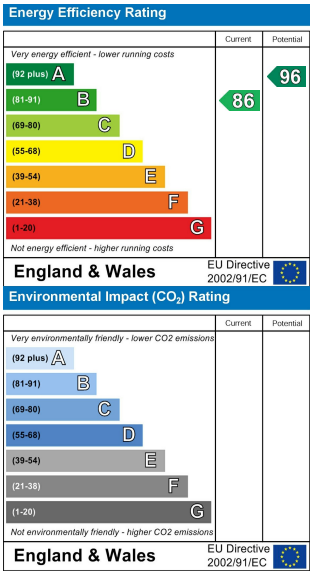 Energy Efficiency Rating
Current Potential
Very energy efficient - lower running costs
(92 plus) A
96
(81-91) B
86
(69-80) C
(55-68) D
(39-54) E
(21-38) F
(1-20) G
Not energy efficient - higher running costs
England & Wales
EU Directive
2002/91/EC
Environmental Impact (CO2) Rating
Current Potential
Very environmentally friendly - lower CO2 emissions
(92 plus) A
(81-91) B
(69-80) C
(55-68) D
(39-54) E
(21-38) F
(1-20) G
Not environmentally friendly - higher CO2 emissions
England & Wales
EU Directive
2002/91/EC